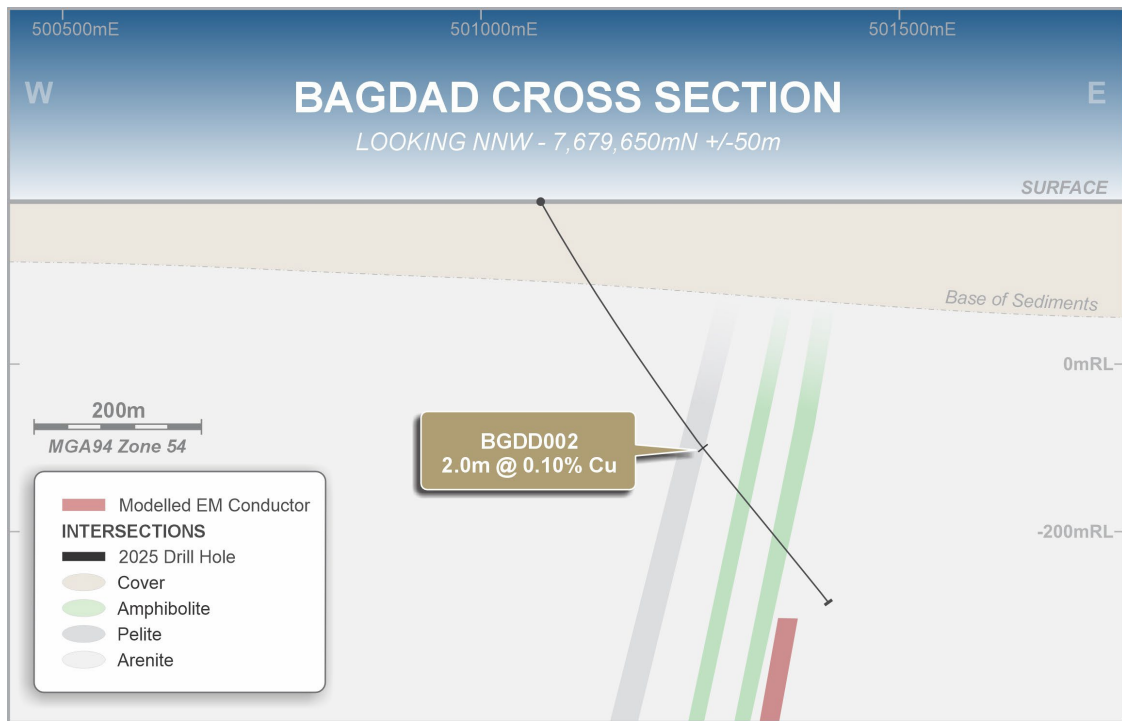 500500mE
501000mE
501500mE
W
BAGDAD CROSS SECTION
E
LOOKING NNW - 7,679,650mN +/-50m
SURFACE
Base of Sediments
0mRL
200m
MGA94 Zone 54
BGDD002
2.0m @ 0.10% Cu
-200mRL
Modelled EM Conductor
INTERSECTIONS
2025 Drill Hole
Cover
Amphibolite
Pelite
Arenite